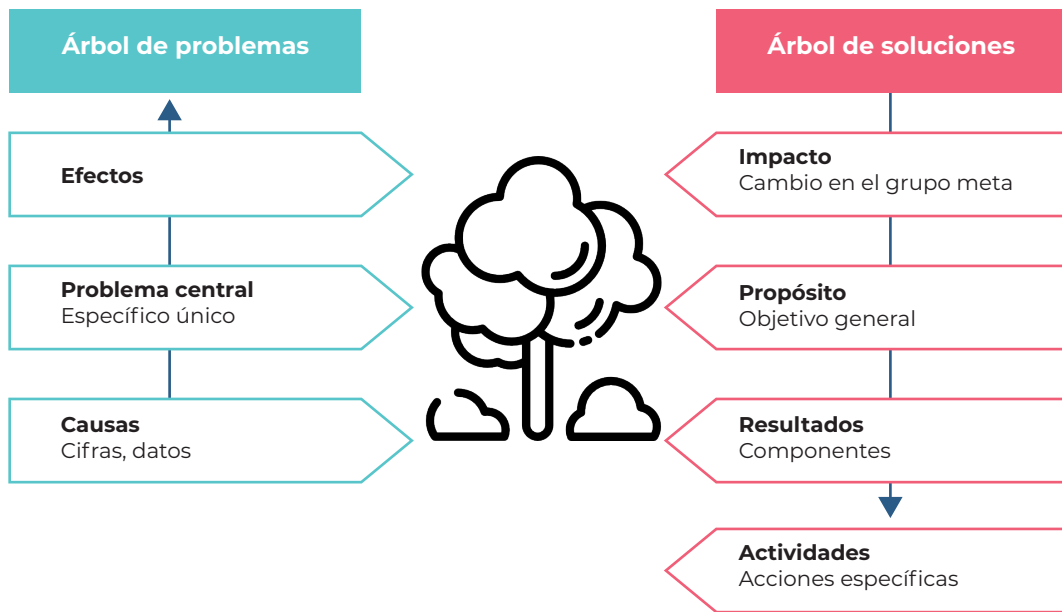 Árbol de problemas
Efectos
Problema central
Específico único
Causas
Cifras, datos
Árbol de soluciones
Impacto
Cambio en el grupo meta
Propósito
Objetivo general
Resultados
Componentes
Actividades
Acciones específicas